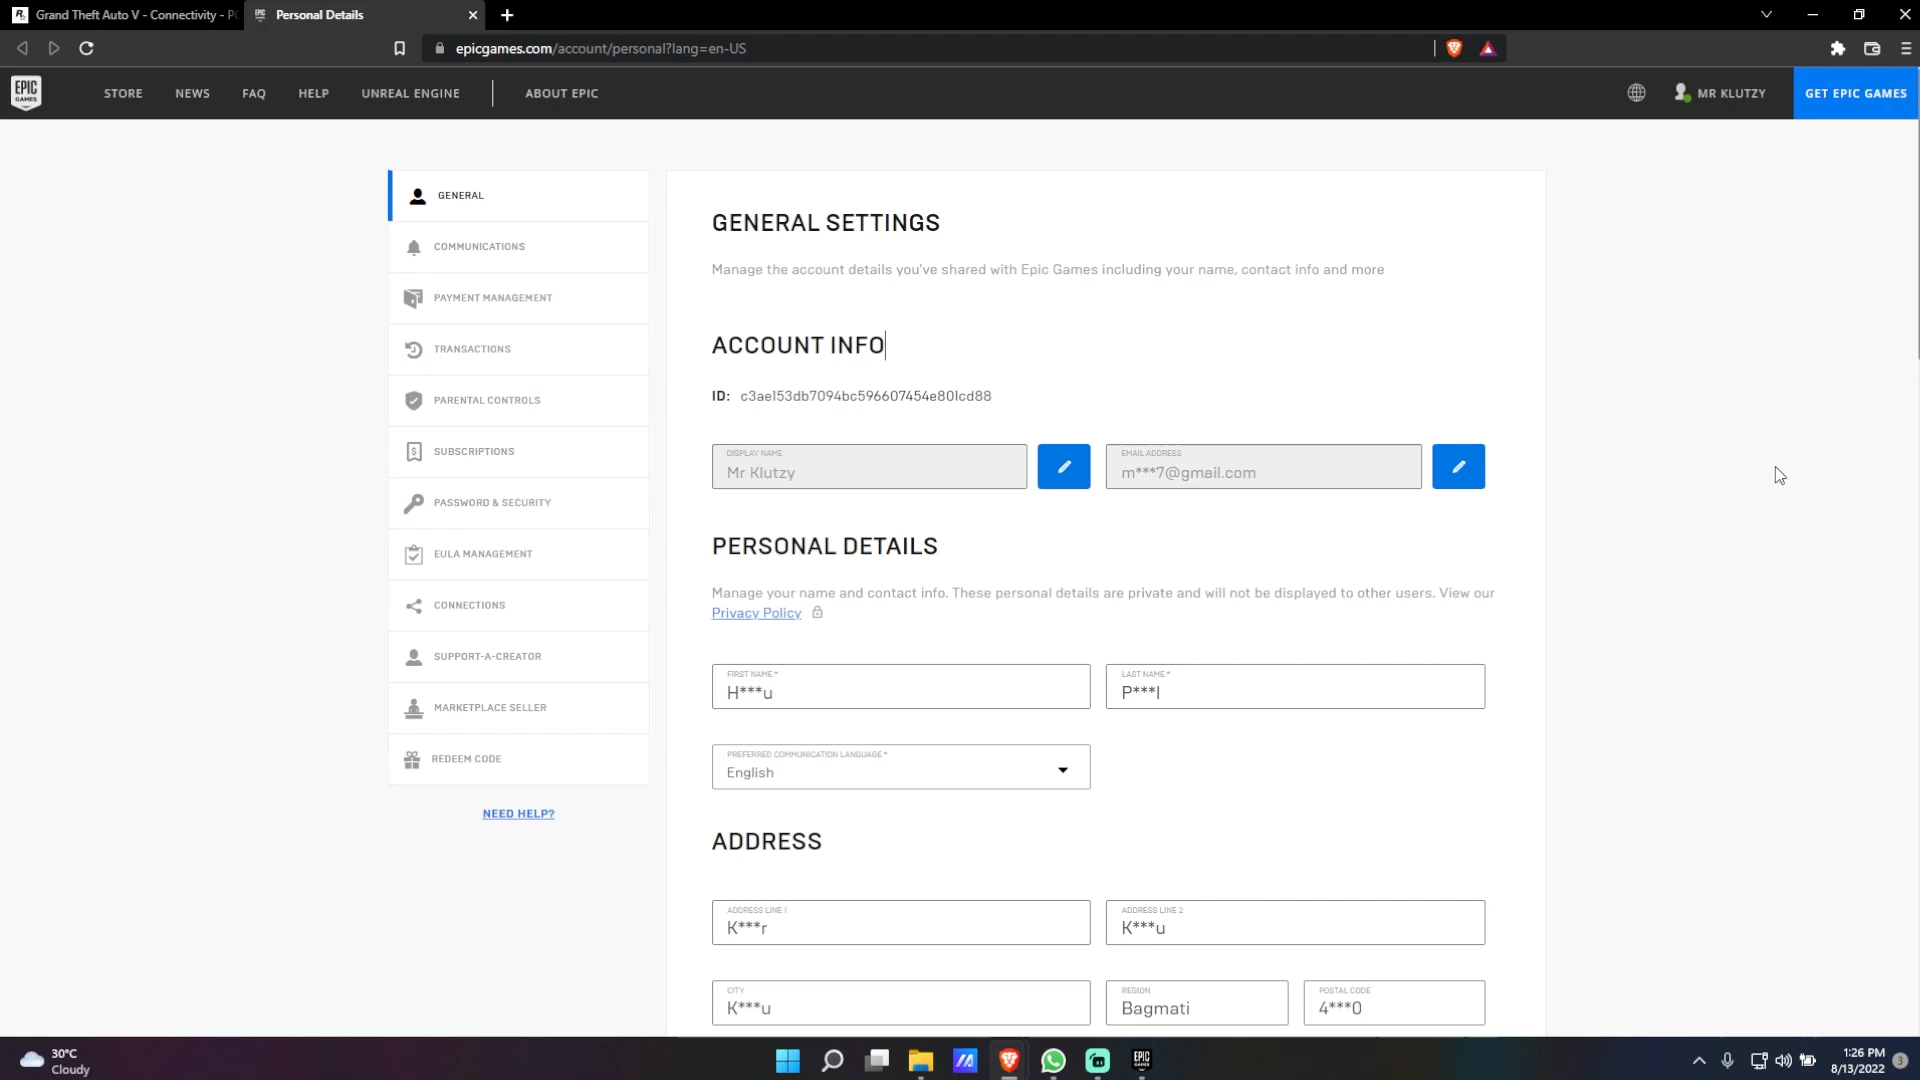 Grand Theft Auto V - Connectivity - PC
Personal Details
epicgames.com/account/personal?lang=en-US
EPIC GAMES
STORE
NEWS
FAQ
HELP
UNREAL ENGINE
ABOUT EPIC
MR KLUTZY
GET EPIC GAMES
GENERAL
COMMUNICATIONS
PAYMENT MANAGEMENT
TRANSACTIONS
PARENTAL CONTROLS
SUBSCRIPTIONS
PASSWORD & SECURITY
EULA MANAGEMENT
CONNECTIONS
SUPPORT-A-CREATOR
MARKETPLACE SELLER
REDEEM CODE
NEED HELP?
GENERAL SETTINGS
Manage the account details you've shared with Epic Games including your name, contact info and more
ACCOUNT INFO
ID: c3ae153db7094bc596607454e801cd88
DISPLAY NAME
Mr Klutzy
EMAIL ADDRESS
m***7@gmail.com
PERSONAL DETAILS
Manage your name and contact info. These personal details are private and will not be displayed to other users. View our
Privacy Policy
FIRST NAME *
H***u
LAST NAME *
P***l
PREFERRED COMMUNICATION LANGUAGE *
English
ADDRESS
ADDRESS LINE 1
K***r
ADDRESS LINE 2
K***u
CITY
K***u
REGION
Bagmati
POSTAL CODE
4***0
30°C
Cloudy
EPIC GAMES
1:26 PM
8/13/2022
3